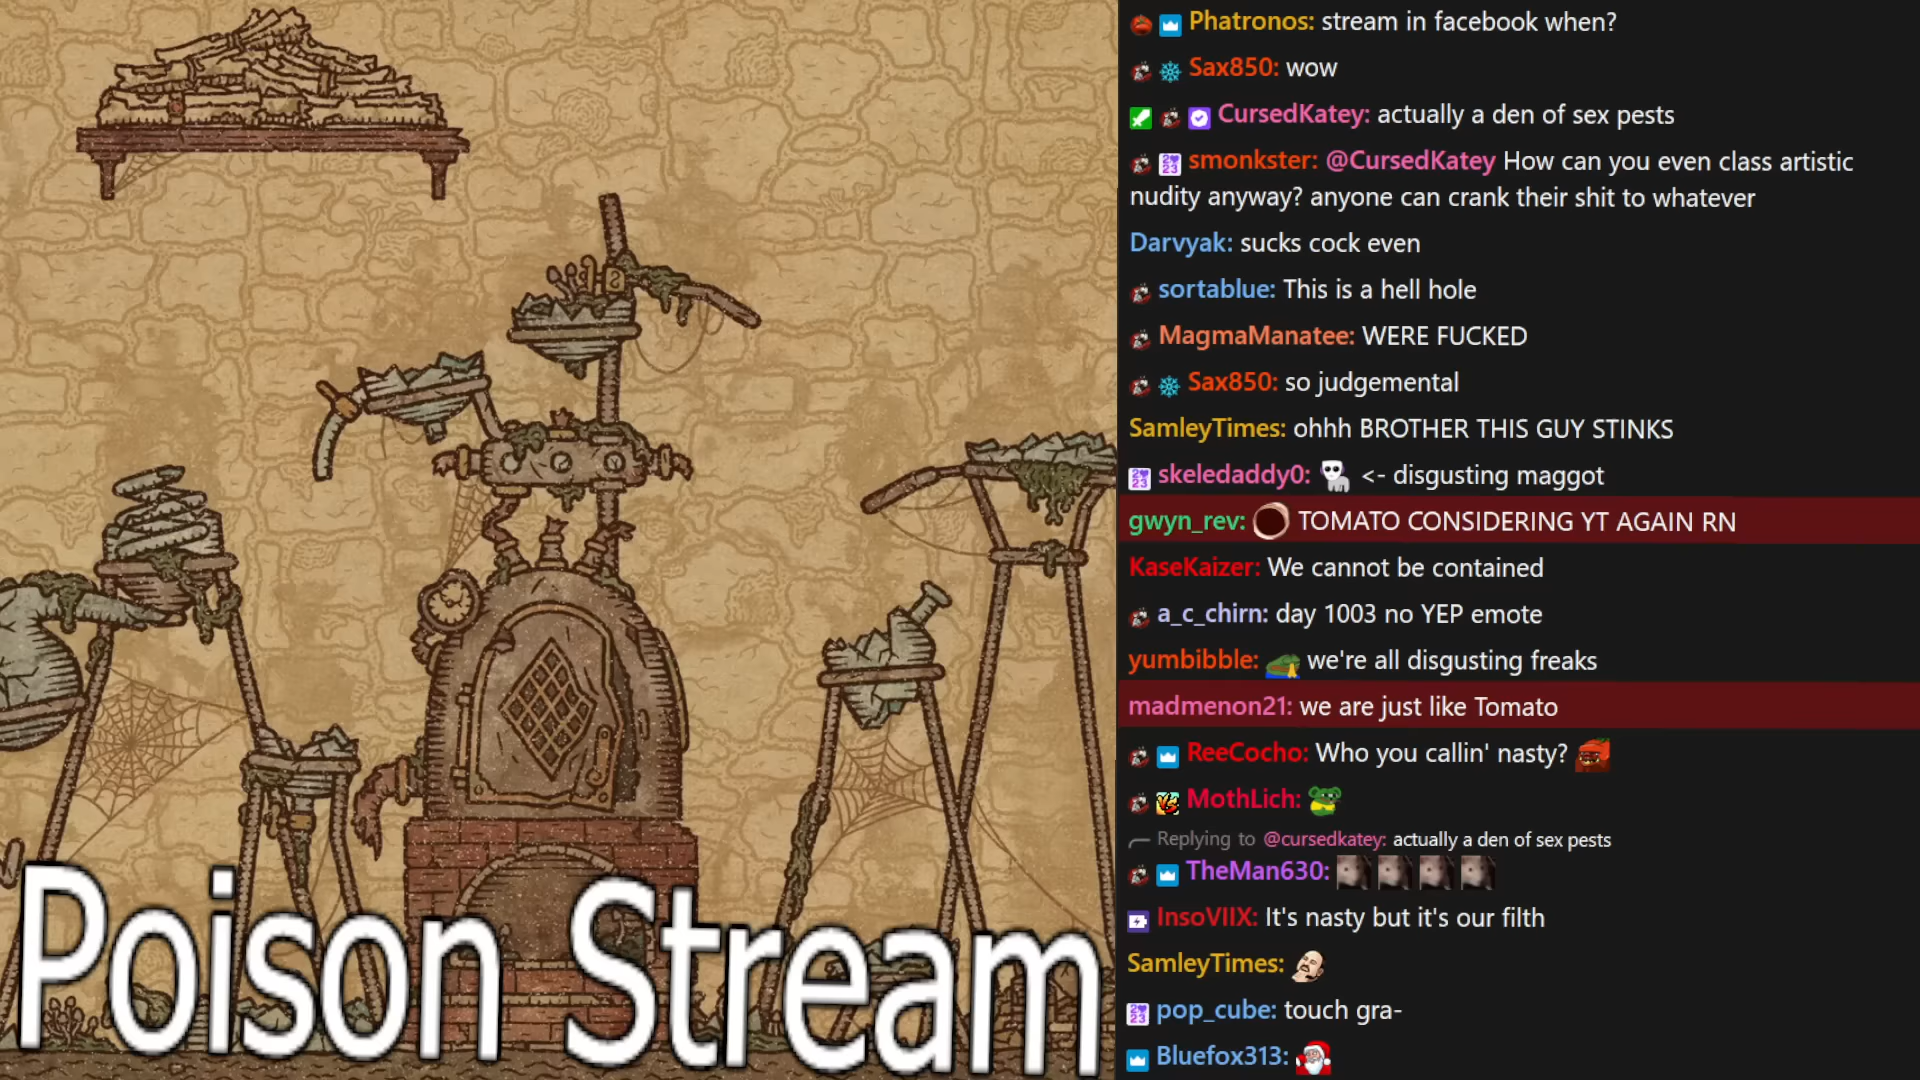 Phatronos: stream in facebook when?
Sax850: wow
CursedKatey: actually a den of sex pests
smonkster: @CursedKatey How can you even class artistic
nudity anyway? anyone can crank their shit to whatever
Darvyak: sucks cock even
sortablue: This is a hell hole
MagmaManatee: WERE FUCKED
Sax850: so judgemental
SamleyTimes: ohhh BROTHER THIS GUY STINKS
skeledaddy0: <- disgusting maggot
gwyn_rev: TOMATO CONSIDERING YT AGAIN RN
KaseKaizer: We cannot be contained
a_c_chirn: day 1003 no YEP emote
yumbibble: we're all disgusting freaks
madmenon21: we are just like Tomato
ReeCocho: Who you callin' nasty?
MothLich:
Replying to @cursedkatey: actually a den of sex pests
TheMan630:
InsoVIIX: It's nasty but it's our filth
SamleyTimes:
pop_cube: touch gra-
Bluefox313:
Poison Stream